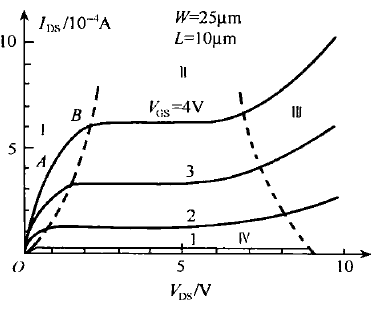 I_DS/10⁻⁴A
W=25μm
L=10μm
10
Ⅱ
Ⅰ
B
V_GS=4V
Ⅲ
5
A
3
2
1
Ⅳ
O
5
10
V_DS/V